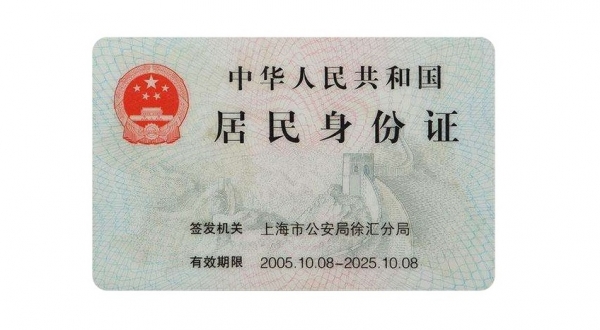 中华人民共和国
居民身份证
签发机关 上海市公安局徐汇分局
有效期限 2005.10.08-2025.10.08